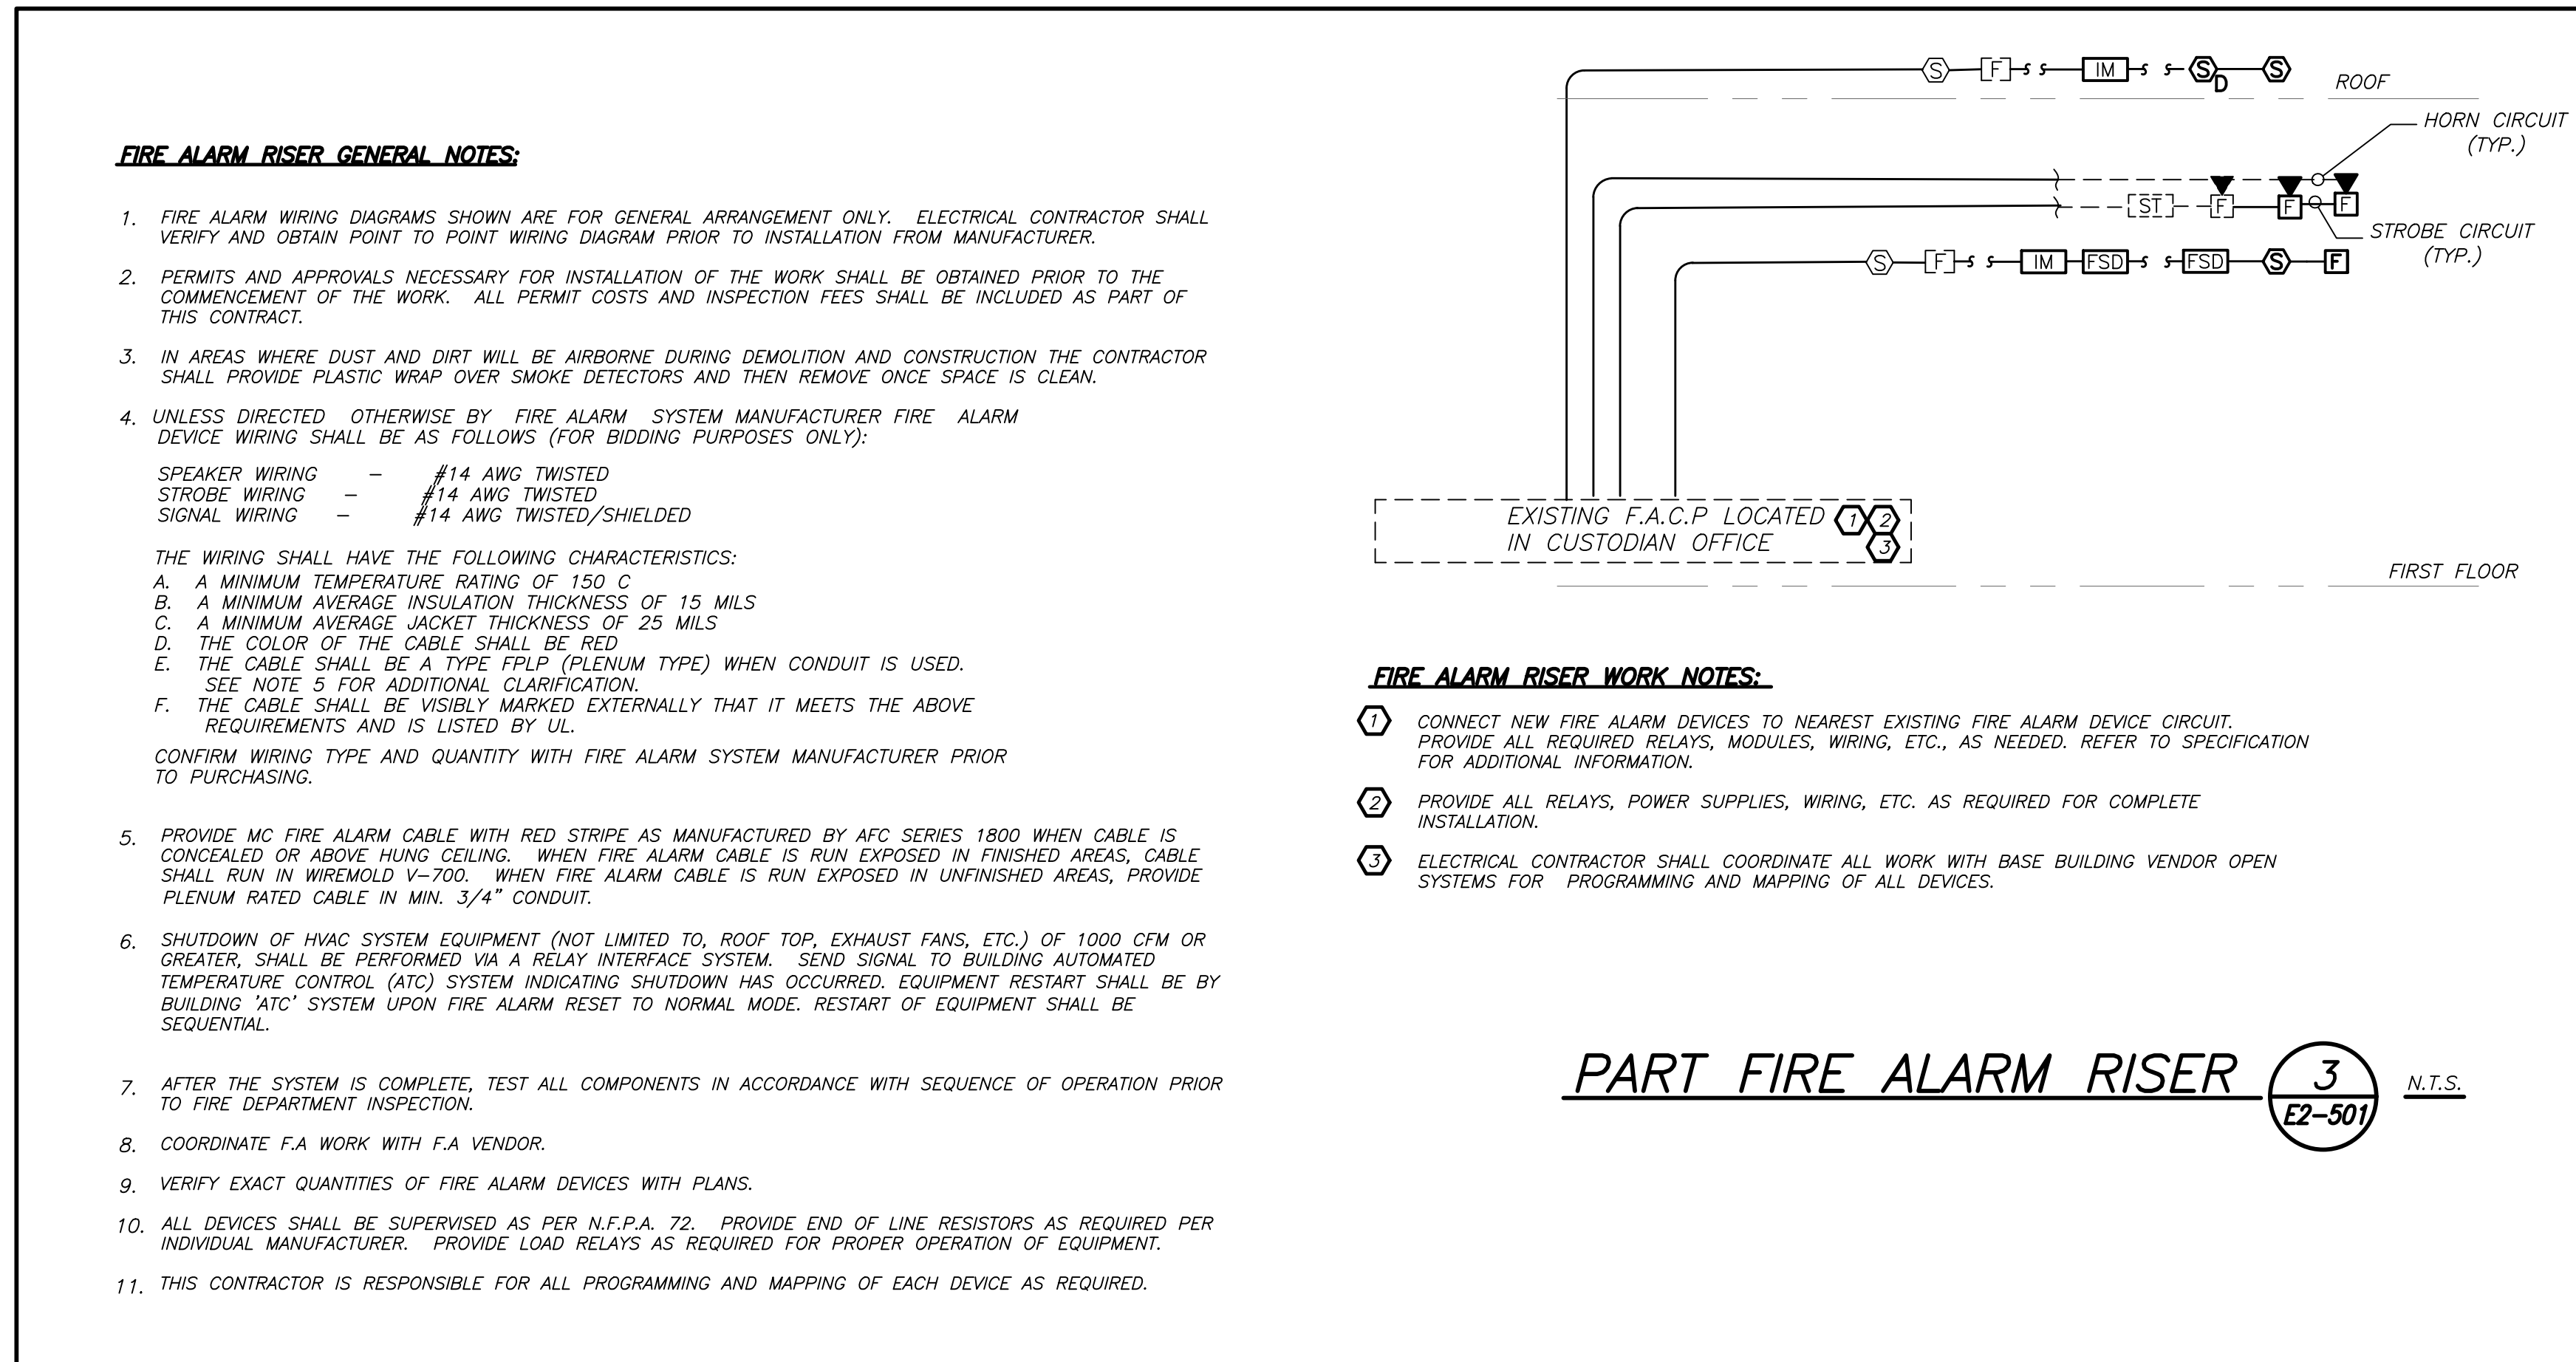 FIRE ALARM RISER GENERAL NOTES:
1. FIRE ALARM WIRING DIAGRAMS SHOWN ARE FOR GENERAL ARRANGEMENT ONLY. ELECTRICAL CONTRACTOR SHALL
VERIFY AND OBTAIN POINT TO POINT WIRING DIAGRAM PRIOR TO INSTALLATION FROM MANUFACTURER.
2. PERMITS AND APPROVALS NECESSARY FOR INSTALLATION OF THE WORK SHALL BE OBTAINED PRIOR TO THE
COMMENCEMENT OF THE WORK. ALL PERMIT COSTS AND INSPECTION FEES SHALL BE INCLUDED AS PART OF
THIS CONTRACT.
3. IN AREAS WHERE DUST AND DIRT WILL BE AIRBORNE DURING DEMOLITION AND CONSTRUCTION THE CONTRACTOR
SHALL PROVIDE PLASTIC WRAP OVER SMOKE DETECTORS AND THEN REMOVE ONCE SPACE IS CLEAN.
4. UNLESS DIRECTED OTHERWISE BY FIRE ALARM SYSTEM MANUFACTURER FIRE ALARM
DEVICE WIRING SHALL BE AS FOLLOWS (FOR BIDDING PURPOSES ONLY):
SPEAKER WIRING – #14 AWG TWISTED
STROBE WIRING – #14 AWG TWISTED
SIGNAL WIRING – #14 AWG TWISTED/SHIELDED
THE WIRING SHALL HAVE THE FOLLOWING CHARACTERISTICS:
A. A MINIMUM TEMPERATURE RATING OF 150 C
B. A MINIMUM AVERAGE INSULATION THICKNESS OF 15 MILS
C. A MINIMUM AVERAGE JACKET THICKNESS OF 25 MILS
D. THE COLOR OF THE CABLE SHALL BE RED
E. THE CABLE SHALL BE A TYPE FPLP (PLENUM TYPE) WHEN CONDUIT IS USED.
SEE NOTE 5 FOR ADDITIONAL CLARIFICATION.
F. THE CABLE SHALL BE VISIBLY MARKED EXTERNALLY THAT IT MEETS THE ABOVE
REQUIREMENTS AND IS LISTED BY UL.
CONFIRM WIRING TYPE AND QUANTITY WITH FIRE ALARM SYSTEM MANUFACTURER PRIOR
TO PURCHASING.
5. PROVIDE MC FIRE ALARM CABLE WITH RED STRIPE AS MANUFACTURED BY AFC SERIES 1800 WHEN CABLE IS
CONCEALED OR ABOVE HUNG CEILING. WHEN FIRE ALARM CABLE IS RUN EXPOSED IN FINISHED AREAS, CABLE
SHALL RUN IN WIREMOLD V–700. WHEN FIRE ALARM CABLE IS RUN EXPOSED IN UNFINISHED AREAS, PROVIDE
PLENUM RATED CABLE IN MIN. 3/4" CONDUIT.
6. SHUTDOWN OF HVAC SYSTEM EQUIPMENT (NOT LIMITED TO, ROOF TOP, EXHAUST FANS, ETC.) OF 1000 CFM OR
GREATER, SHALL BE PERFORMED VIA A RELAY INTERFACE SYSTEM. SEND SIGNAL TO BUILDING AUTOMATED
TEMPERATURE CONTROL (ATC) SYSTEM INDICATING SHUTDOWN HAS OCCURRED. EQUIPMENT RESTART SHALL BE BY
BUILDING 'ATC' SYSTEM UPON FIRE ALARM RESET TO NORMAL MODE. RESTART OF EQUIPMENT SHALL BE
SEQUENTIAL.
7. AFTER THE SYSTEM IS COMPLETE, TEST ALL COMPONENTS IN ACCORDANCE WITH SEQUENCE OF OPERATION PRIOR
TO FIRE DEPARTMENT INSPECTION.
8. COORDINATE F.A WORK WITH F.A VENDOR.
9. VERIFY EXACT QUANTITIES OF FIRE ALARM DEVICES WITH PLANS.
10. ALL DEVICES SHALL BE SUPERVISED AS PER N.F.P.A. 72. PROVIDE END OF LINE RESISTORS AS REQUIRED PER
INDIVIDUAL MANUFACTURER. PROVIDE LOAD RELAYS AS REQUIRED FOR PROPER OPERATION OF EQUIPMENT.
11. THIS CONTRACTOR IS RESPONSIBLE FOR ALL PROGRAMMING AND MAPPING OF EACH DEVICE AS REQUIRED.
S F IM S D S
ROOF
HORN CIRCUIT
(TYP.)
ST F F F
STROBE CIRCUIT
(TYP.)
S F IM FSD FSD S F
EXISTING F.A.C.P LOCATED 1 2
IN CUSTODIAN OFFICE 3
FIRST FLOOR
FIRE ALARM RISER WORK NOTES:
1 CONNECT NEW FIRE ALARM DEVICES TO NEAREST EXISTING FIRE ALARM DEVICE CIRCUIT.
PROVIDE ALL REQUIRED RELAYS, MODULES, WIRING, ETC., AS NEEDED. REFER TO SPECIFICATION
FOR ADDITIONAL INFORMATION.
2 PROVIDE ALL RELAYS, POWER SUPPLIES, WIRING, ETC. AS REQUIRED FOR COMPLETE
INSTALLATION.
3 ELECTRICAL CONTRACTOR SHALL COORDINATE ALL WORK WITH BASE BUILDING VENDOR OPEN
SYSTEMS FOR PROGRAMMING AND MAPPING OF ALL DEVICES.
PART FIRE ALARM RISER 3 N.T.S.
E2–501